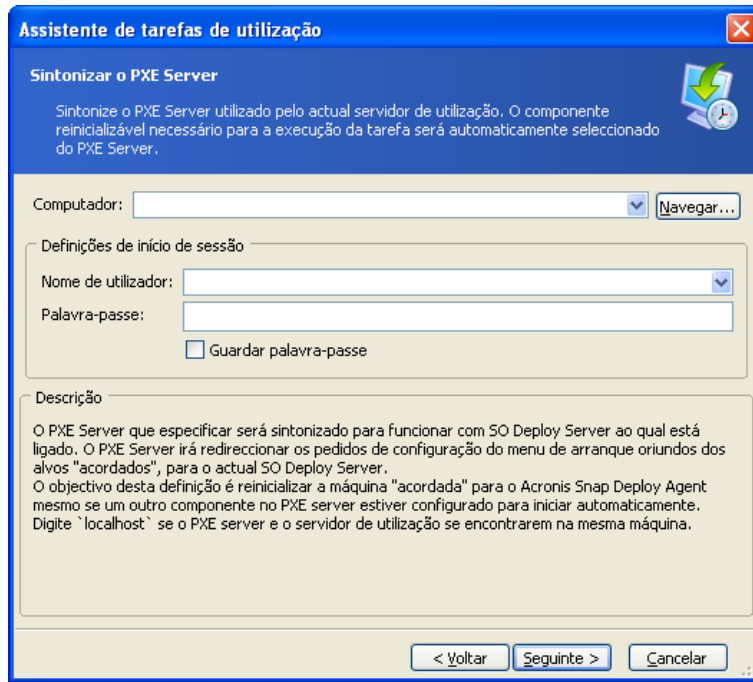 Assistente de tarefas de utilização
Sintonizar o PXE Server
Sintonize o PXE Server utilizado pelo actual servidor de utilização. O componente
reinicializável necessário para a execução da tarefa será automaticamente seleccionado
do PXE Server.
Computador:
Navegar...
Definições de início de sessão
Nome de utilizador:
Palavra-passe:
Guardar palavra-passe
Descrição
O PXE Server que especificar será sintonizado para funcionar com SO Deploy Server ao qual está
ligado. O PXE Server irá redireccionar os pedidos de configuração do menu de arranque oriundos dos
alvos "acordados", para o actual SO Deploy Server.
O objectivo desta definição é reinicializar a máquina "acordada" para o Acronis Snap Deploy Agent
mesmo se um outro componente no PXE server estiver configurado para iniciar automaticamente.
Digite `localhost` se o PXE server e o servidor de utilização se encontrarem na mesma máquina.
< Voltar Seguinte > Cancelar